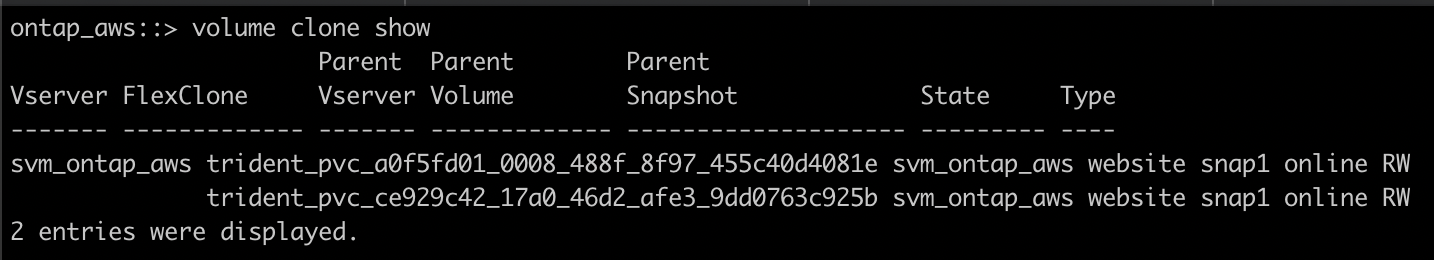 ontap_aws::> volume clone show
                      Parent  Parent        Parent
Vserver FlexClone     Vserver Volume        Snapshot             State     Type
------- ------------- ------- ------------- -------------------- --------- ----
svm_ontap_aws trident_pvc_a0f5fd01_0008_488f_8f97_455c40d4081e svm_ontap_aws website snap1 online RW
              trident_pvc_ce929c42_17a0_46d2_afe3_9dd0763c925b svm_ontap_aws website snap1 online RW
2 entries were displayed.